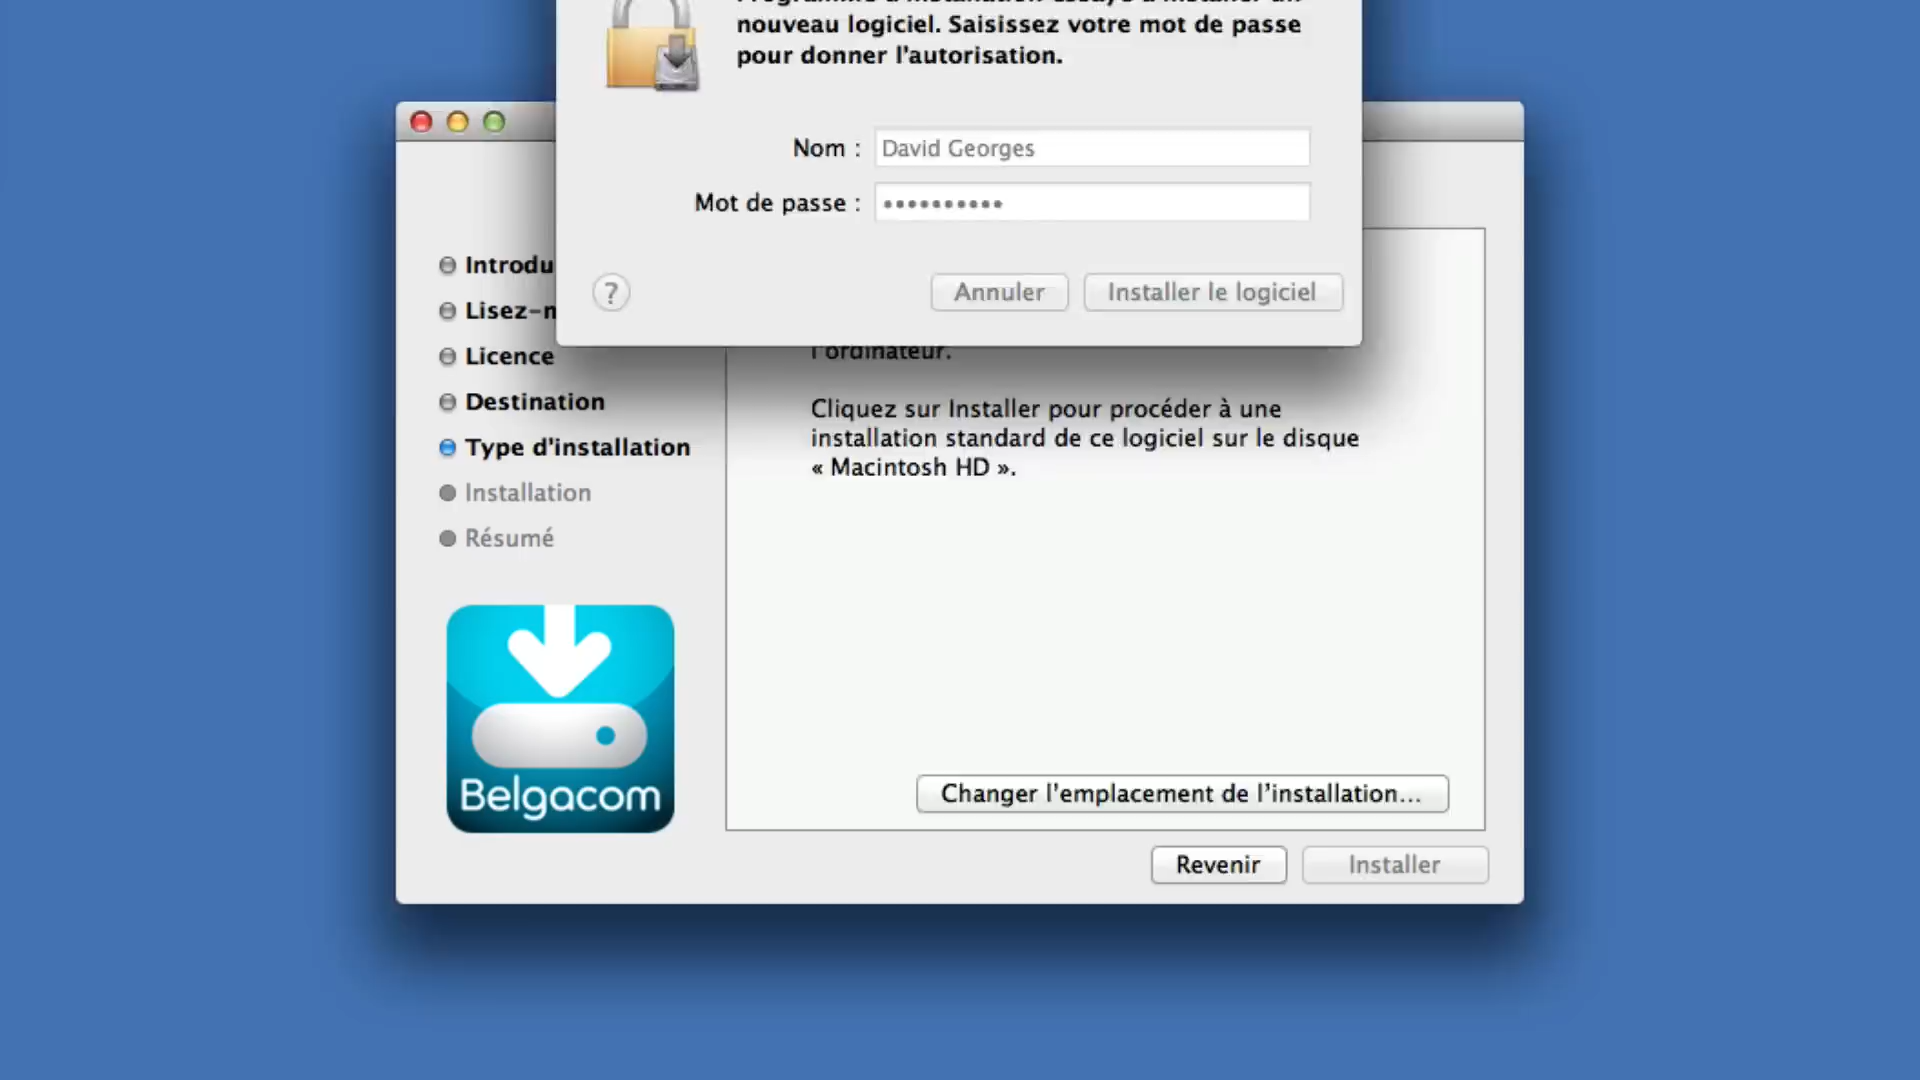 nouveau logiciel. Saisissez votre mot de passe
pour donner l'autorisation.
Nom :
David Georges
Mot de passe :
••••••••••
?
Annuler
Installer le logiciel
Introdu
Lisez-
Licence
Destination
Type d'installation
Installation
Résumé
l'ordinateur.
Cliquez sur Installer pour procéder à une
installation standard de ce logiciel sur le disque
« Macintosh HD ».
Belgacom
Changer l'emplacement de l'installation...
Revenir
Installer